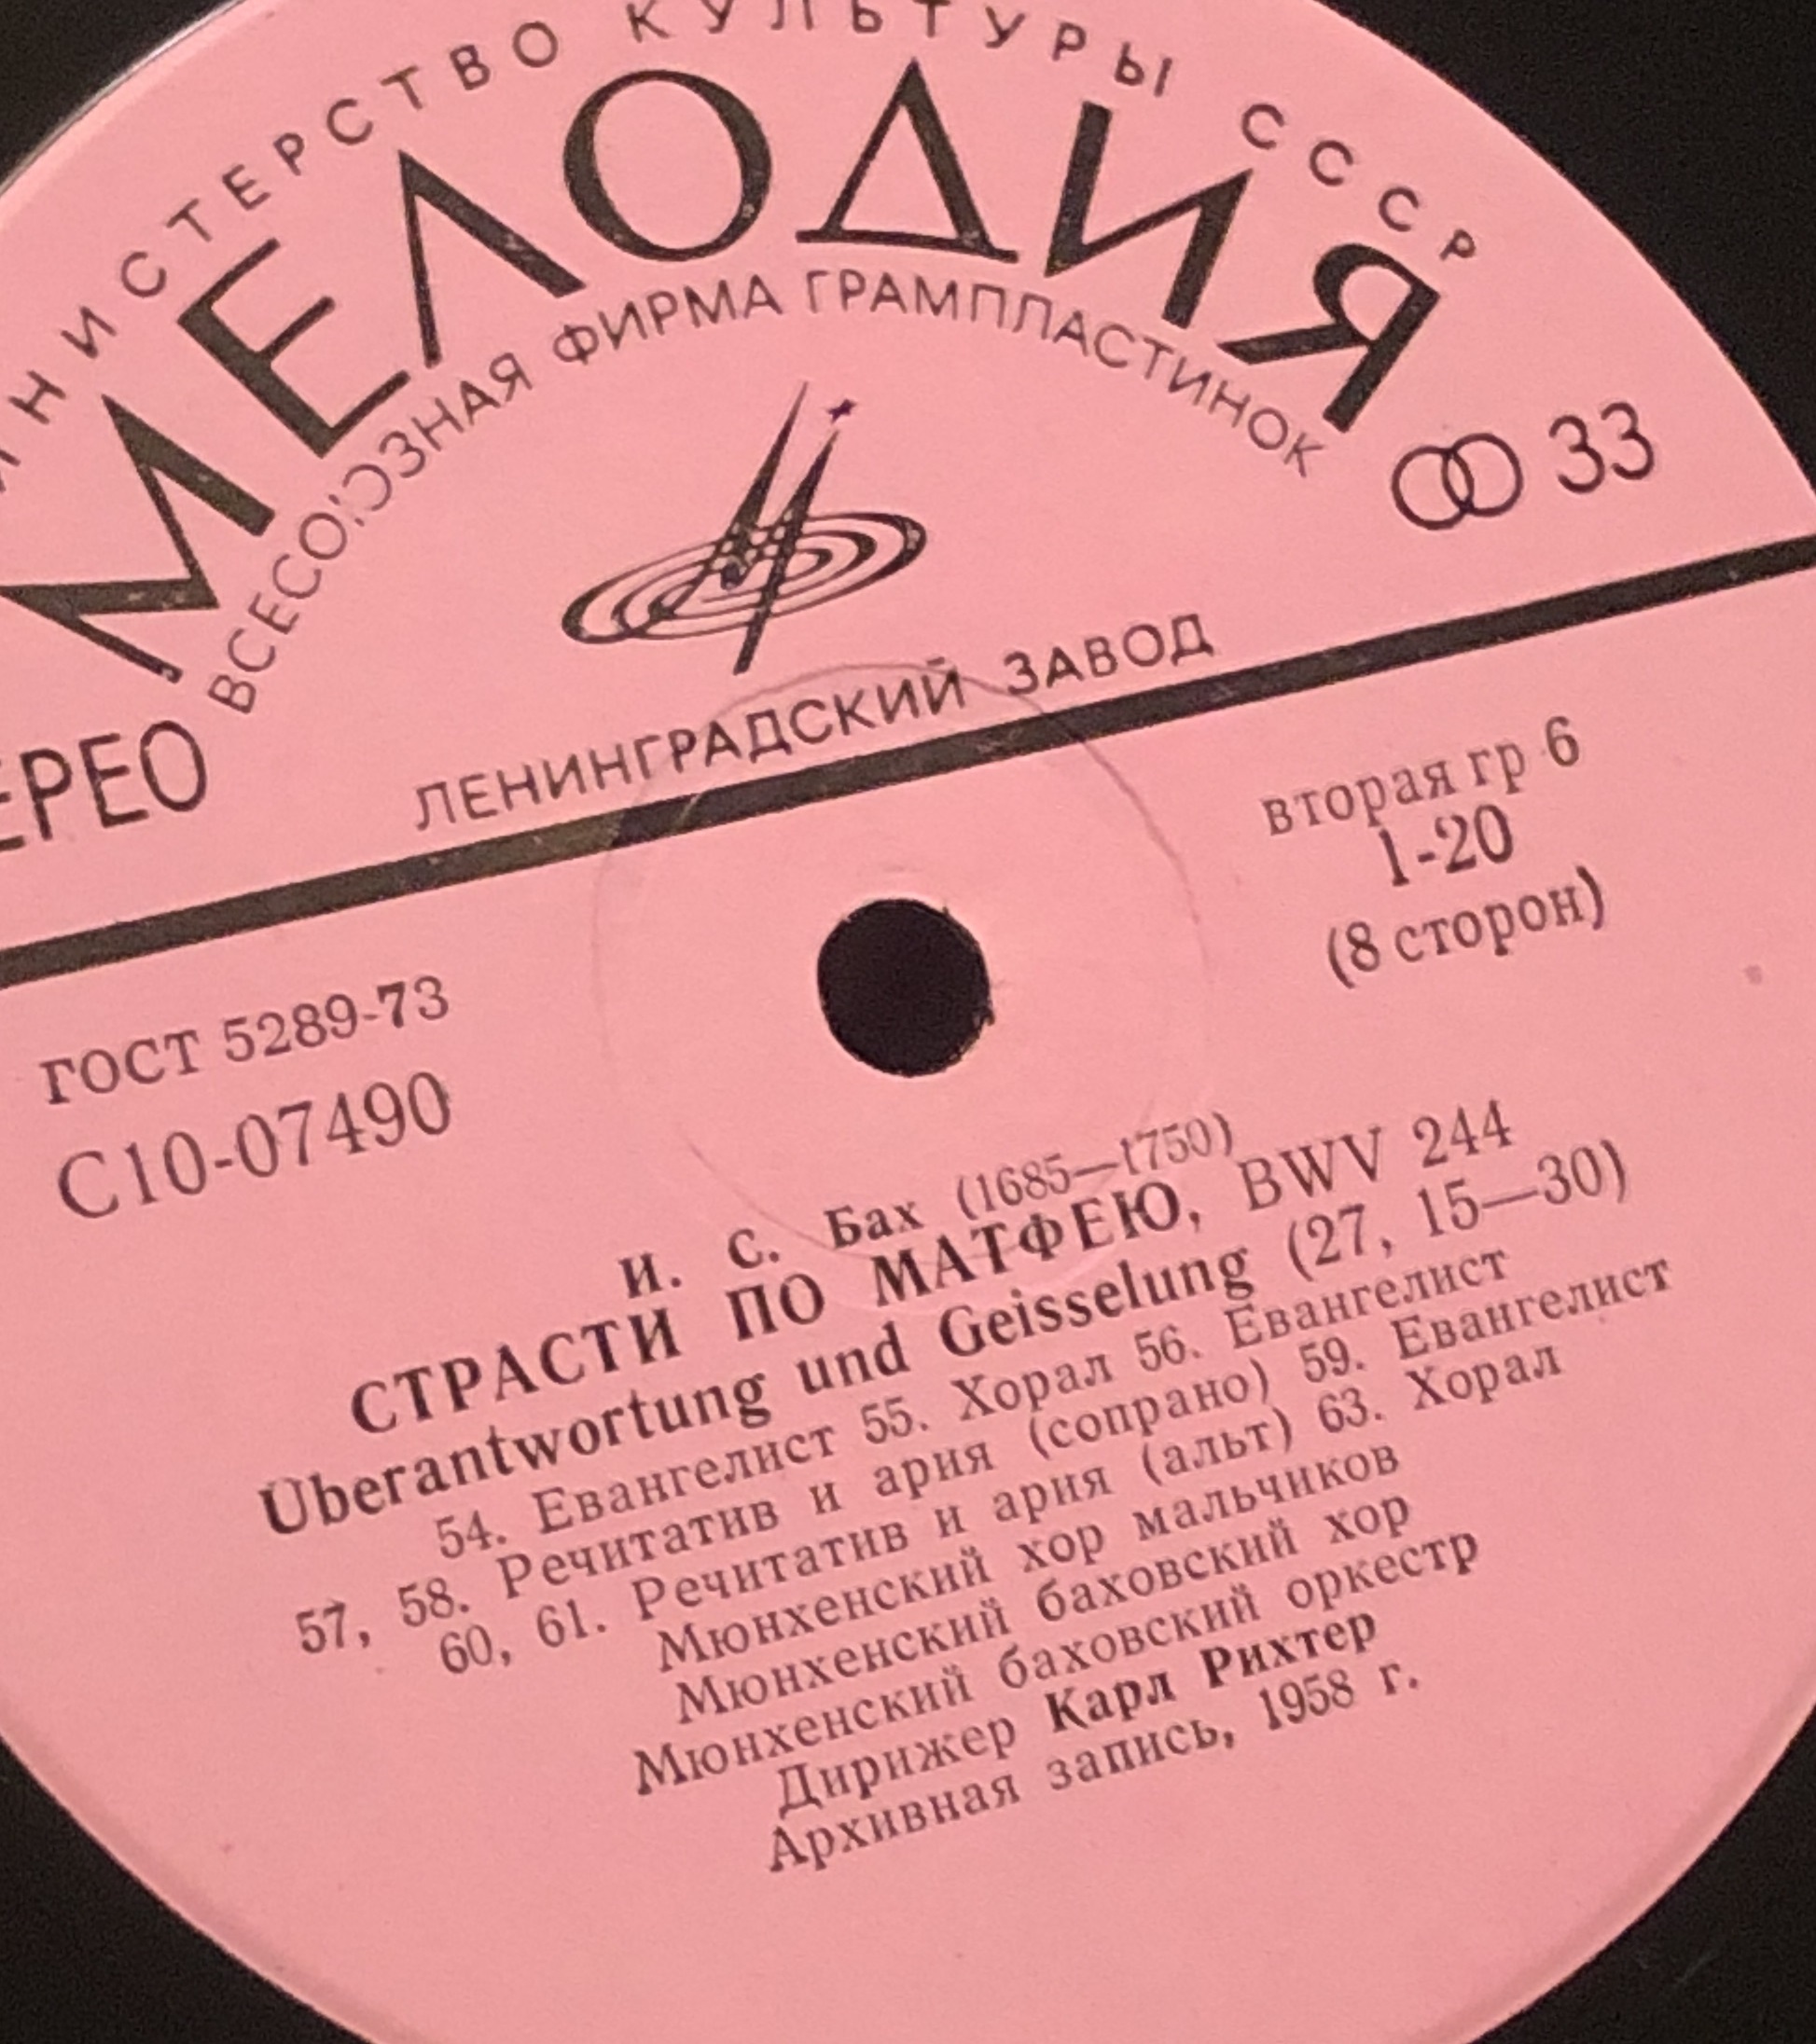 МИНИСТЕРСТВО КУЛЬТУРЫ СССР
МЕЛОДИЯ
ВСЕСОЮЗНАЯ ФИРМА ГРАМПЛАСТИНОК
33
ЛЕНИНГРАДСКИЙ ЗАВОД
ЕРЕО
вторая гр 6
1-20
(8 сторон)
ГОСТ 5289-73
С10-07490
И. С. Бах (1685—1750)
СТРАСТИ ПО МАТФЕЮ, BWV 244
Uberantwortung und Geisselung (27, 15—30)
54. Евангелист 55. Хорал 56. Евангелист
57, 58. Речитатив и ария (сопрано) 59. Евангелист
60, 61. Речитатив и ария (альт) 63. Хорал
Мюнхенский хор мальчиков
Мюнхенский баховский хор
Мюнхенский баховский оркестр
Дирижер Карл Рихтер
Архивная запись, 1958 г.